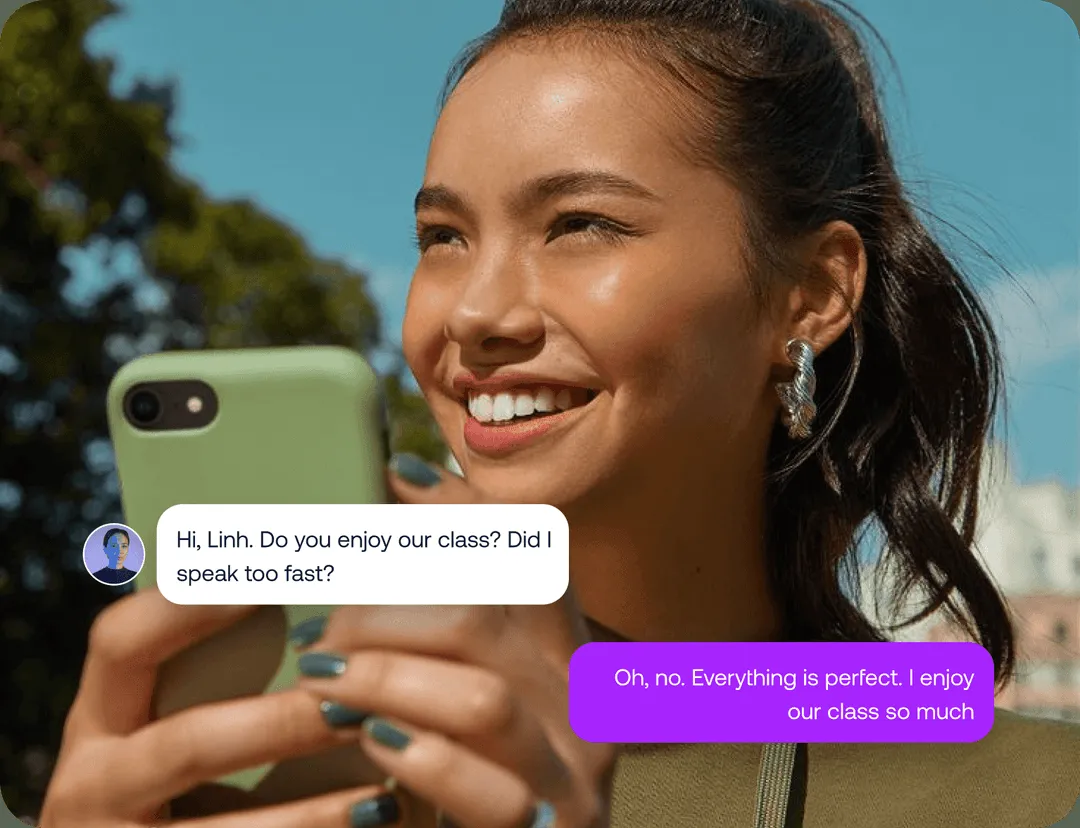 Hi, Linh. Do you enjoy our class? Did I
speak too fast?
Oh, no. Everything is perfect. I enjoy
our class so much